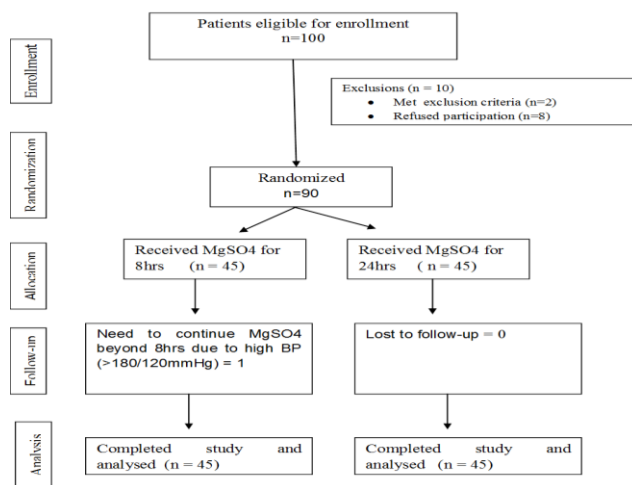 Patients eligible for enrollment
n=100
Enrollment
Exclusions (n = 10)
● Met exclusion criteria (n=2)
● Refused participation (n=8)
Randomization
Randomized
n=90
Allocation
Received MgSO4 for
8hrs (n = 45)
Received MgSO4 for
24hrs ( n = 45)
Follow-up
Need to continue MgSO4
beyond 8hrs due to high BP
(>180/120mmHg) = 1
Lost to follow-up = 0
Analysis
Completed study and
analysed (n = 45)
Completed study and
analysed (n = 45)